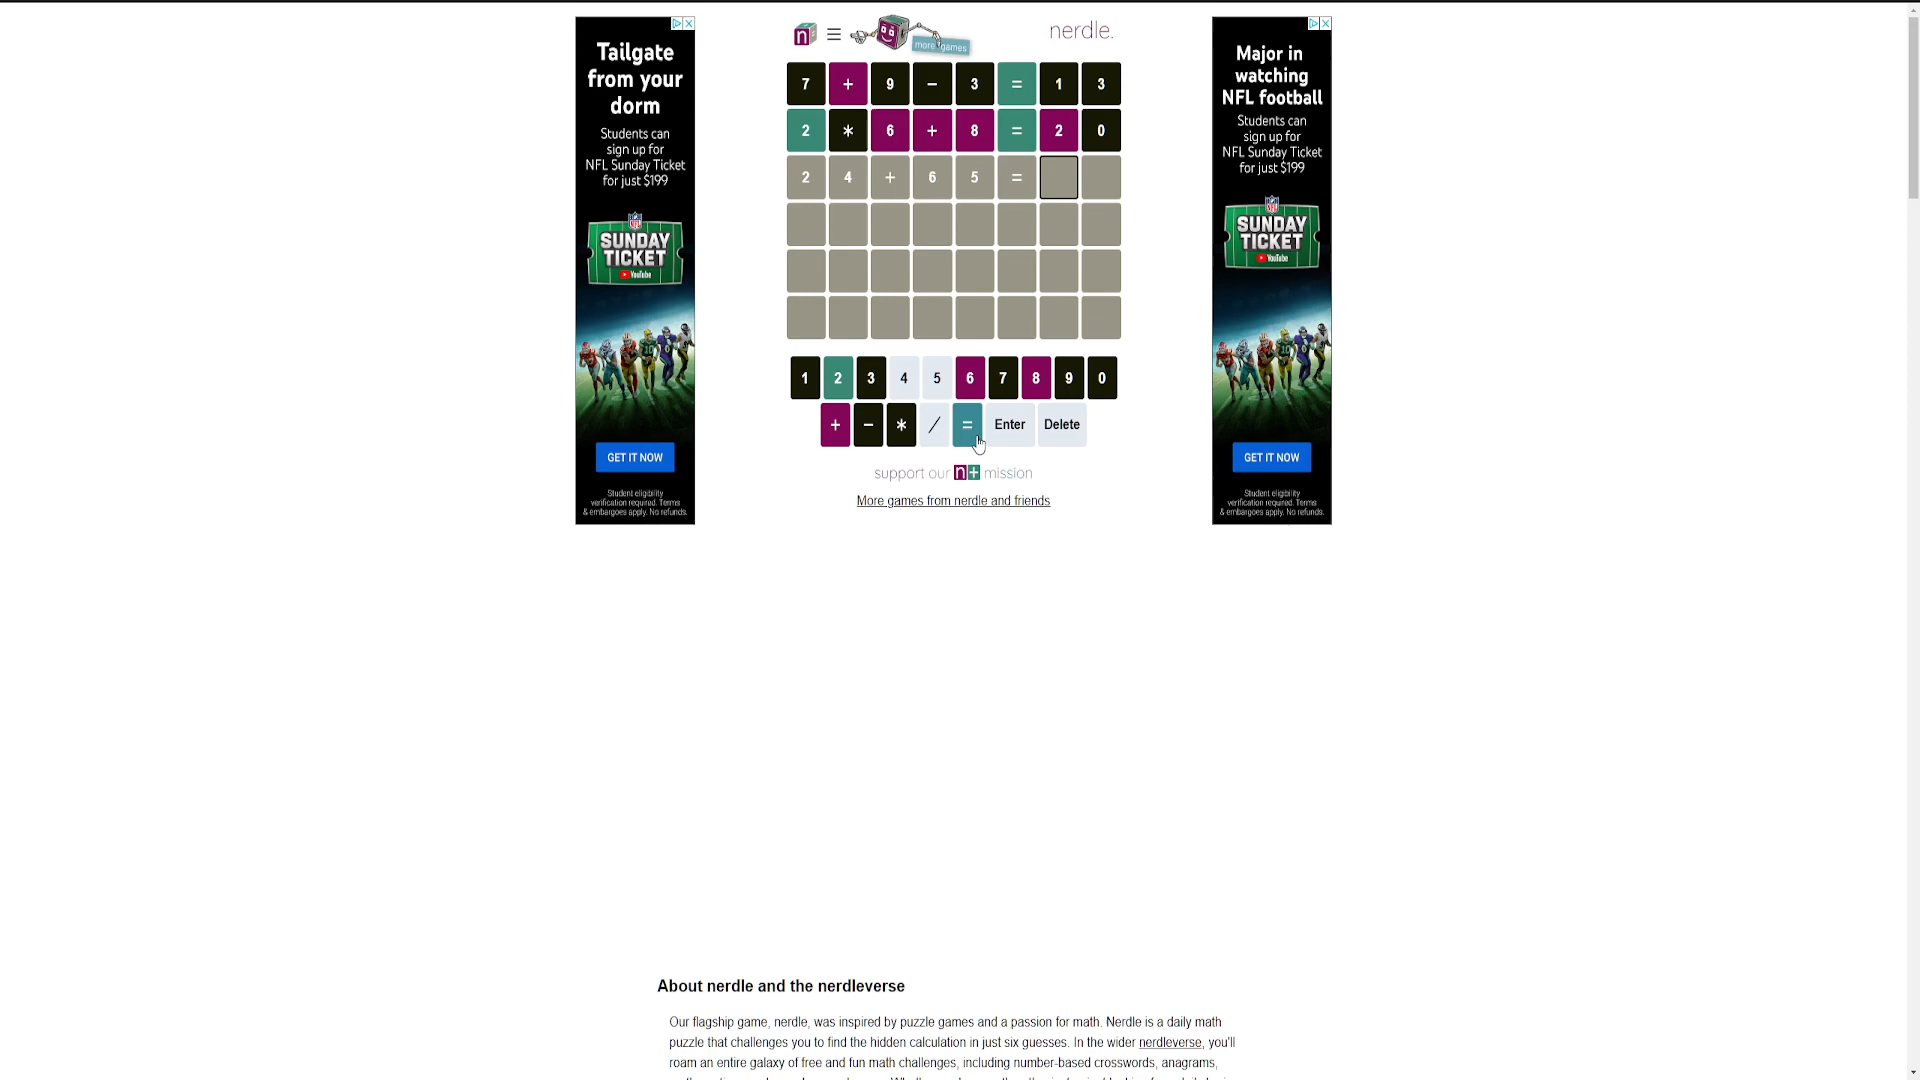 Tailgate
from your
dorm
Students can
sign up for
NFL Sunday Ticket
for just $199
NFL
SUNDAY
TICKET
YouTube
GET IT NOW
Student eligibility
verification required. Terms
& embargoes apply. No refunds.
n
more games
nerdle.
7 + 9 - 3 = 1 3
2 * 6 + 8 = 2 0
2 4 + 6 5 =
1 2 3 4 5 6 7 8 9 0
+ - * / = Enter Delete
support our n+ mission
More games from nerdle and friends
Major in
watching
NFL football
Students can
sign up for
NFL Sunday Ticket
for just $199
NFL
SUNDAY
TICKET
YouTube
GET IT NOW
Student eligibility
verification required. Terms
& embargoes apply. No refunds.
About nerdle and the nerdleverse
Our flagship game, nerdle, was inspired by puzzle games and a passion for math. Nerdle is a daily math
puzzle that challenges you to find the hidden calculation in just six guesses. In the wider nerdleverse, you'll
roam an entire galaxy of free and fun math challenges, including number-based crosswords, anagrams,